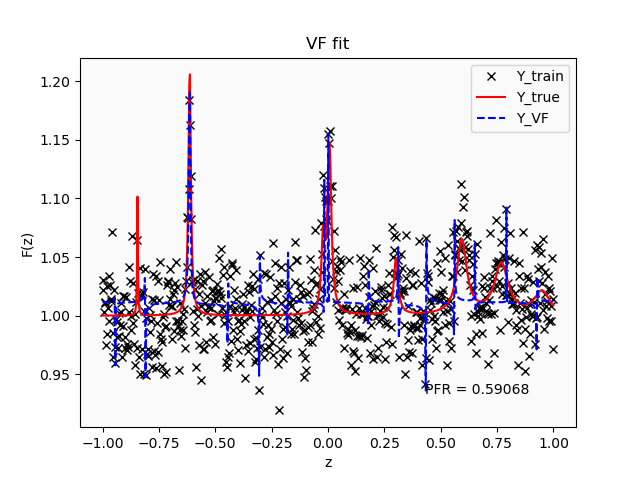 VF fit
Y_train
Y_true
Y_VF
F(z)
1.20
1.15
1.10
1.05
1.00
0.95
PFR = 0.59068
−1.00 −0.75 −0.50 −0.25 0.00 0.25 0.50 0.75 1.00
z